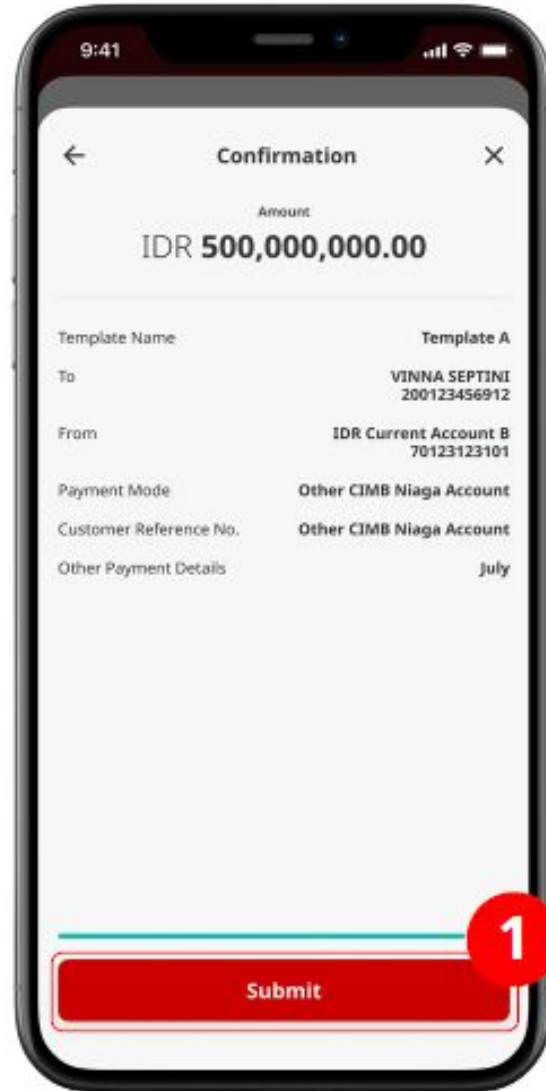 9:41
Confirmation
Amount
IDR 500,000,000.00
Template Name Template A
To VINNA SEPTINI
200123456912
From IDR Current Account B
70123123101
Payment Mode Other CIMB Niaga Account
Customer Reference No. Other CIMB Niaga Account
Other Payment Details July
1
Submit